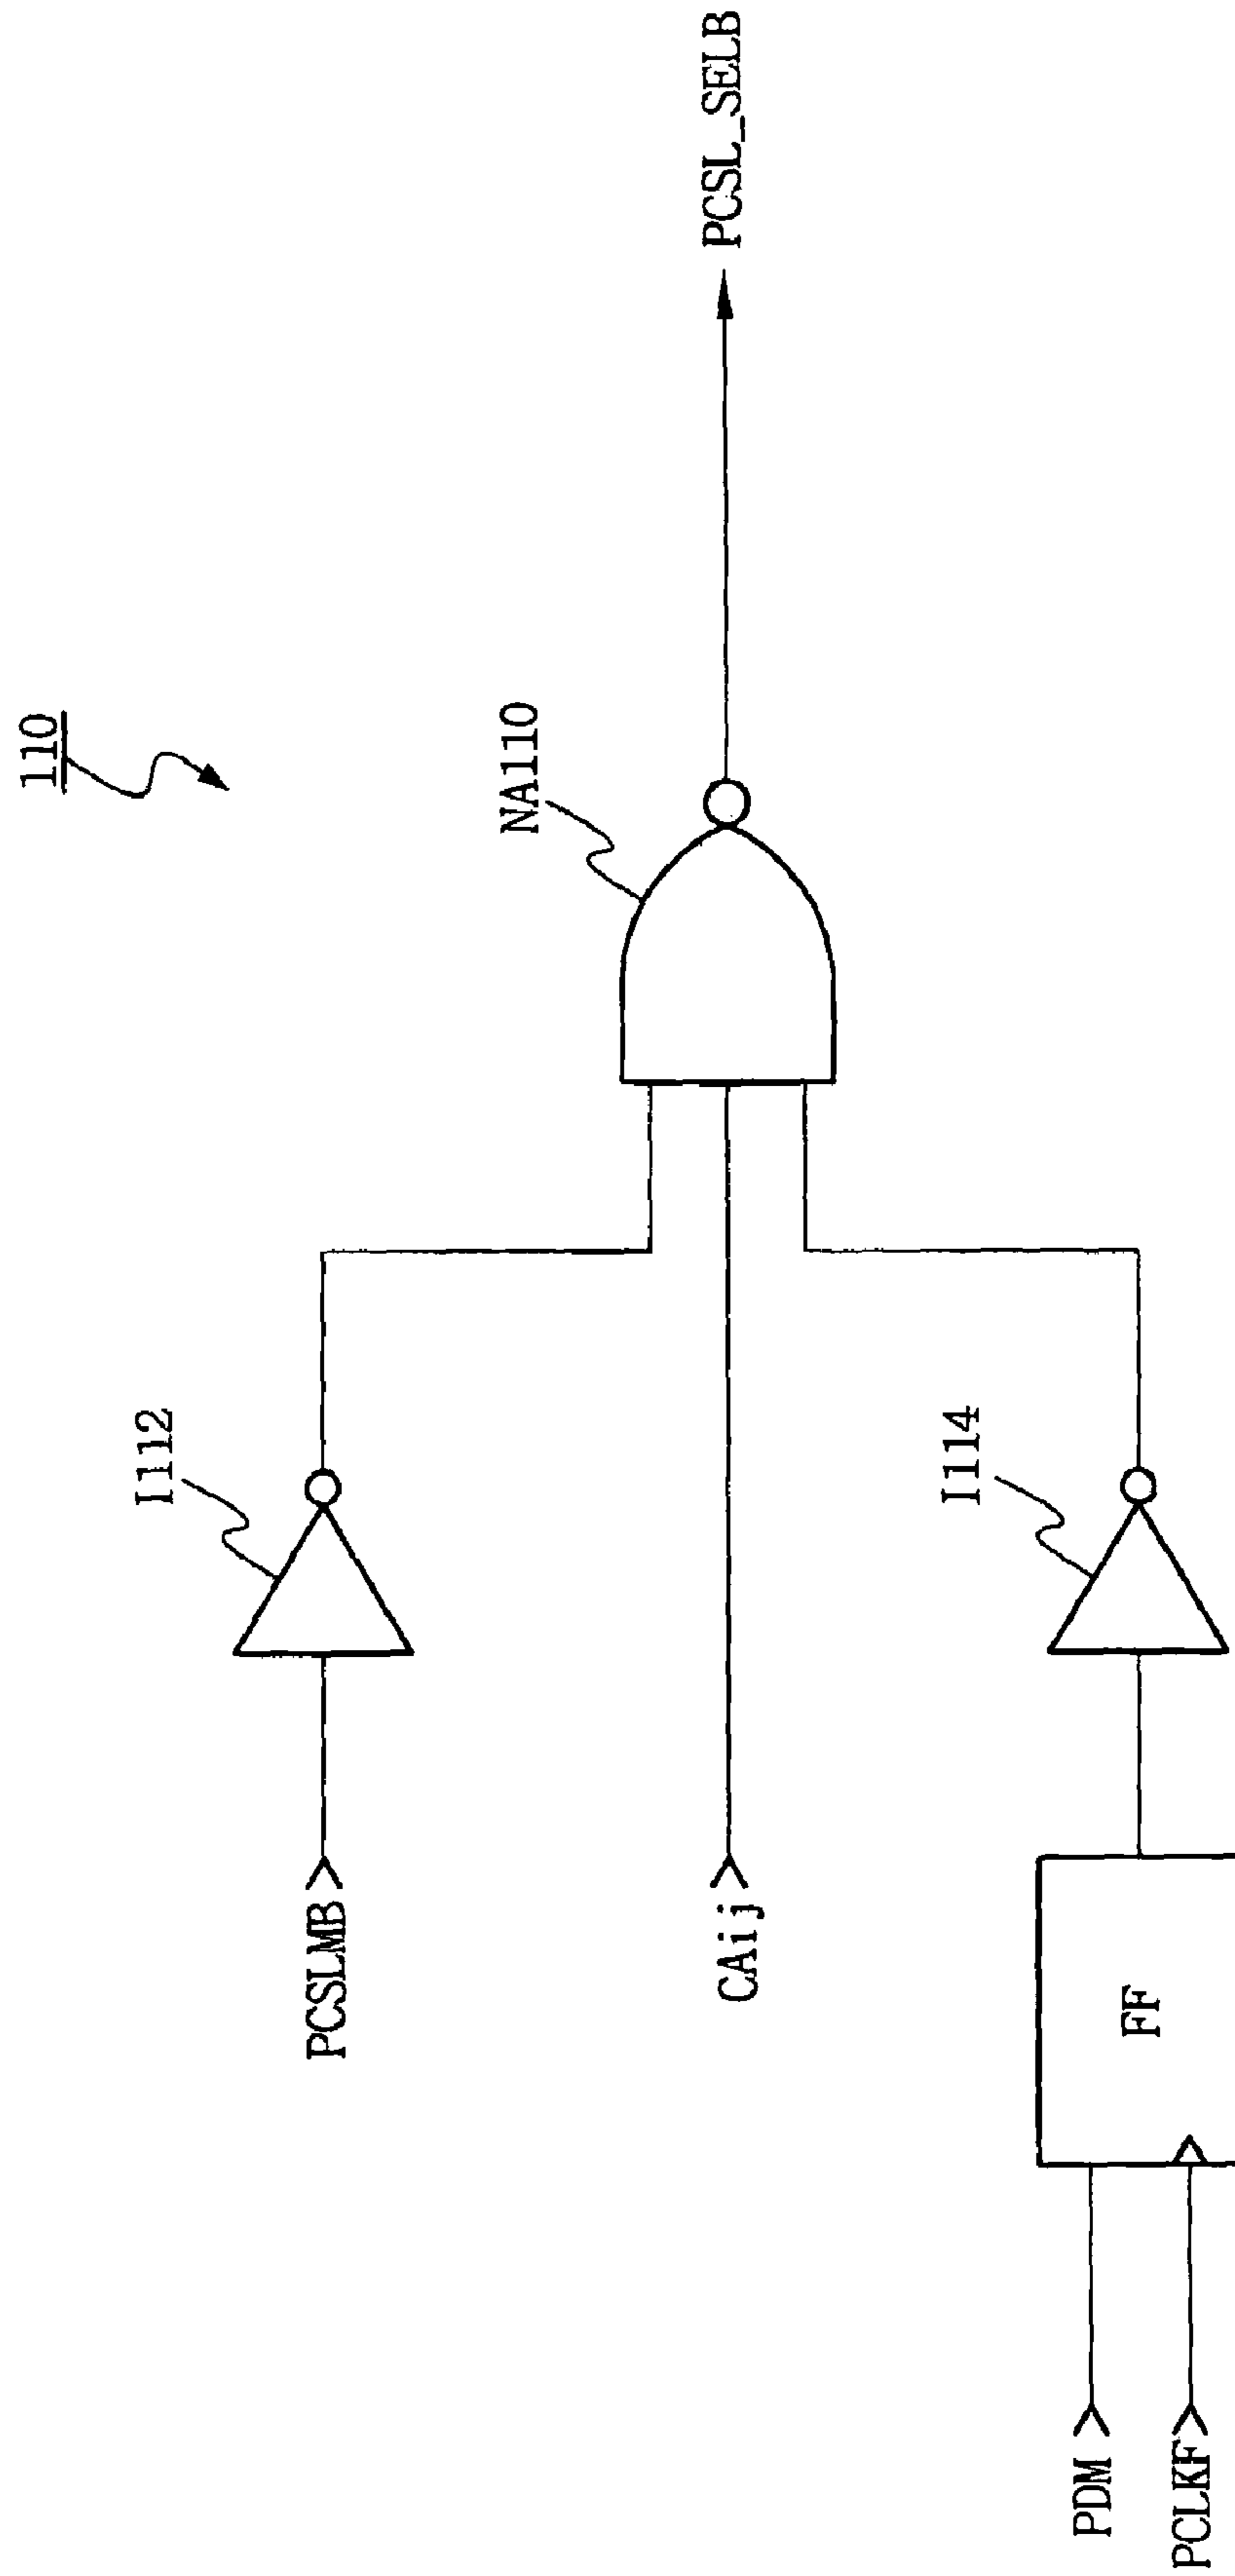 110
NA110
PCSL_SELB
I112
PCSLMB
CAij
I114
FF
PDM
PCLKF